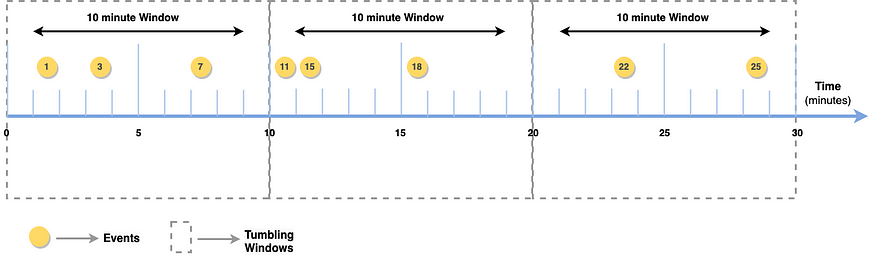 10 minute Window
10 minute Window
10 minute Window
1
3
7
11
15
18
22
25
Time
(minutes)
0
5
10
15
20
25
30
Events
Tumbling
Windows